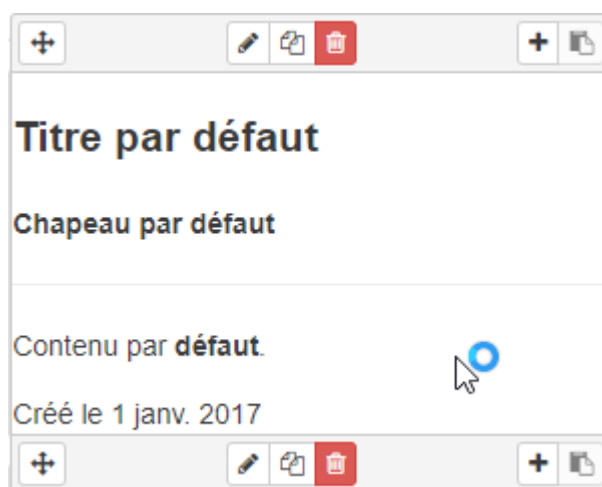 Titre par défaut
Chapeau par défaut
Contenu par défaut.
Créé le 1 janv. 2017